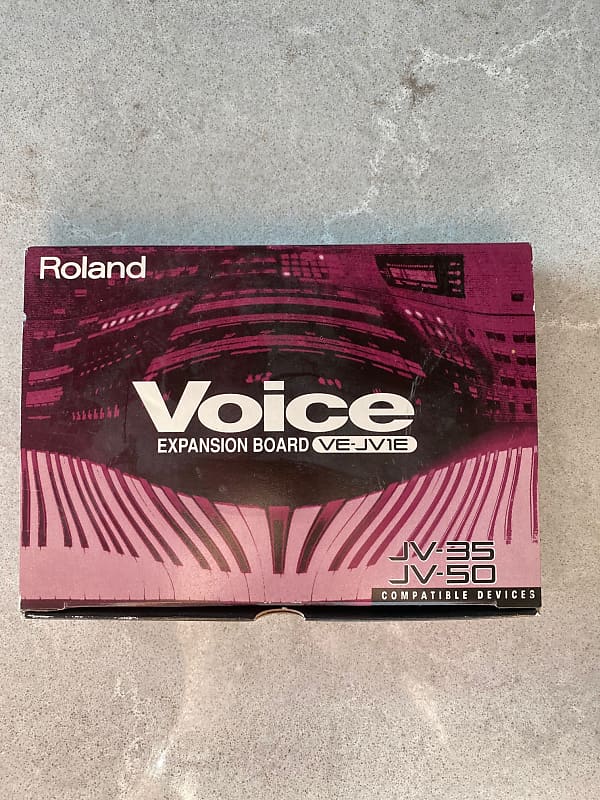 Roland
Voice
EXPANSION BOARD VE-JV1E
JV-35
JV-50
COMPATIBLE DEVICES